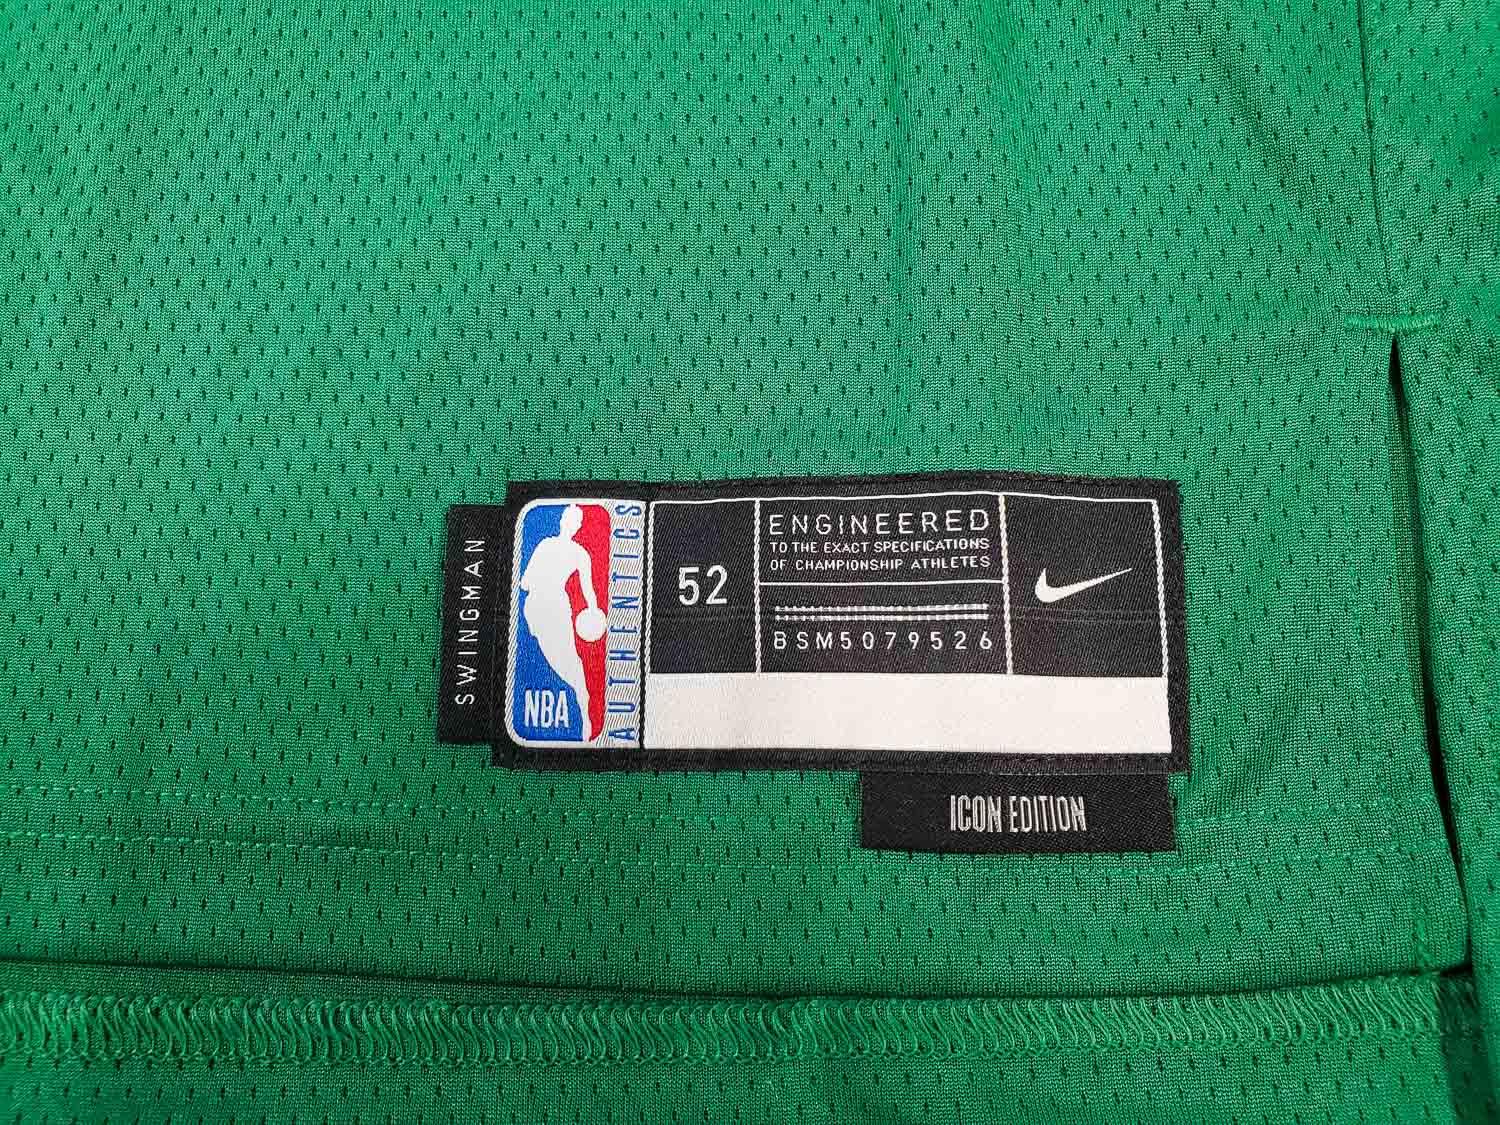 SWINGMAN
NBA
AUTHENTICS
52
ENGINEERED
TO THE EXACT SPECIFICATIONS
OF CHAMPIONSHIP ATHLETES
BSM5079526
ICON EDITION